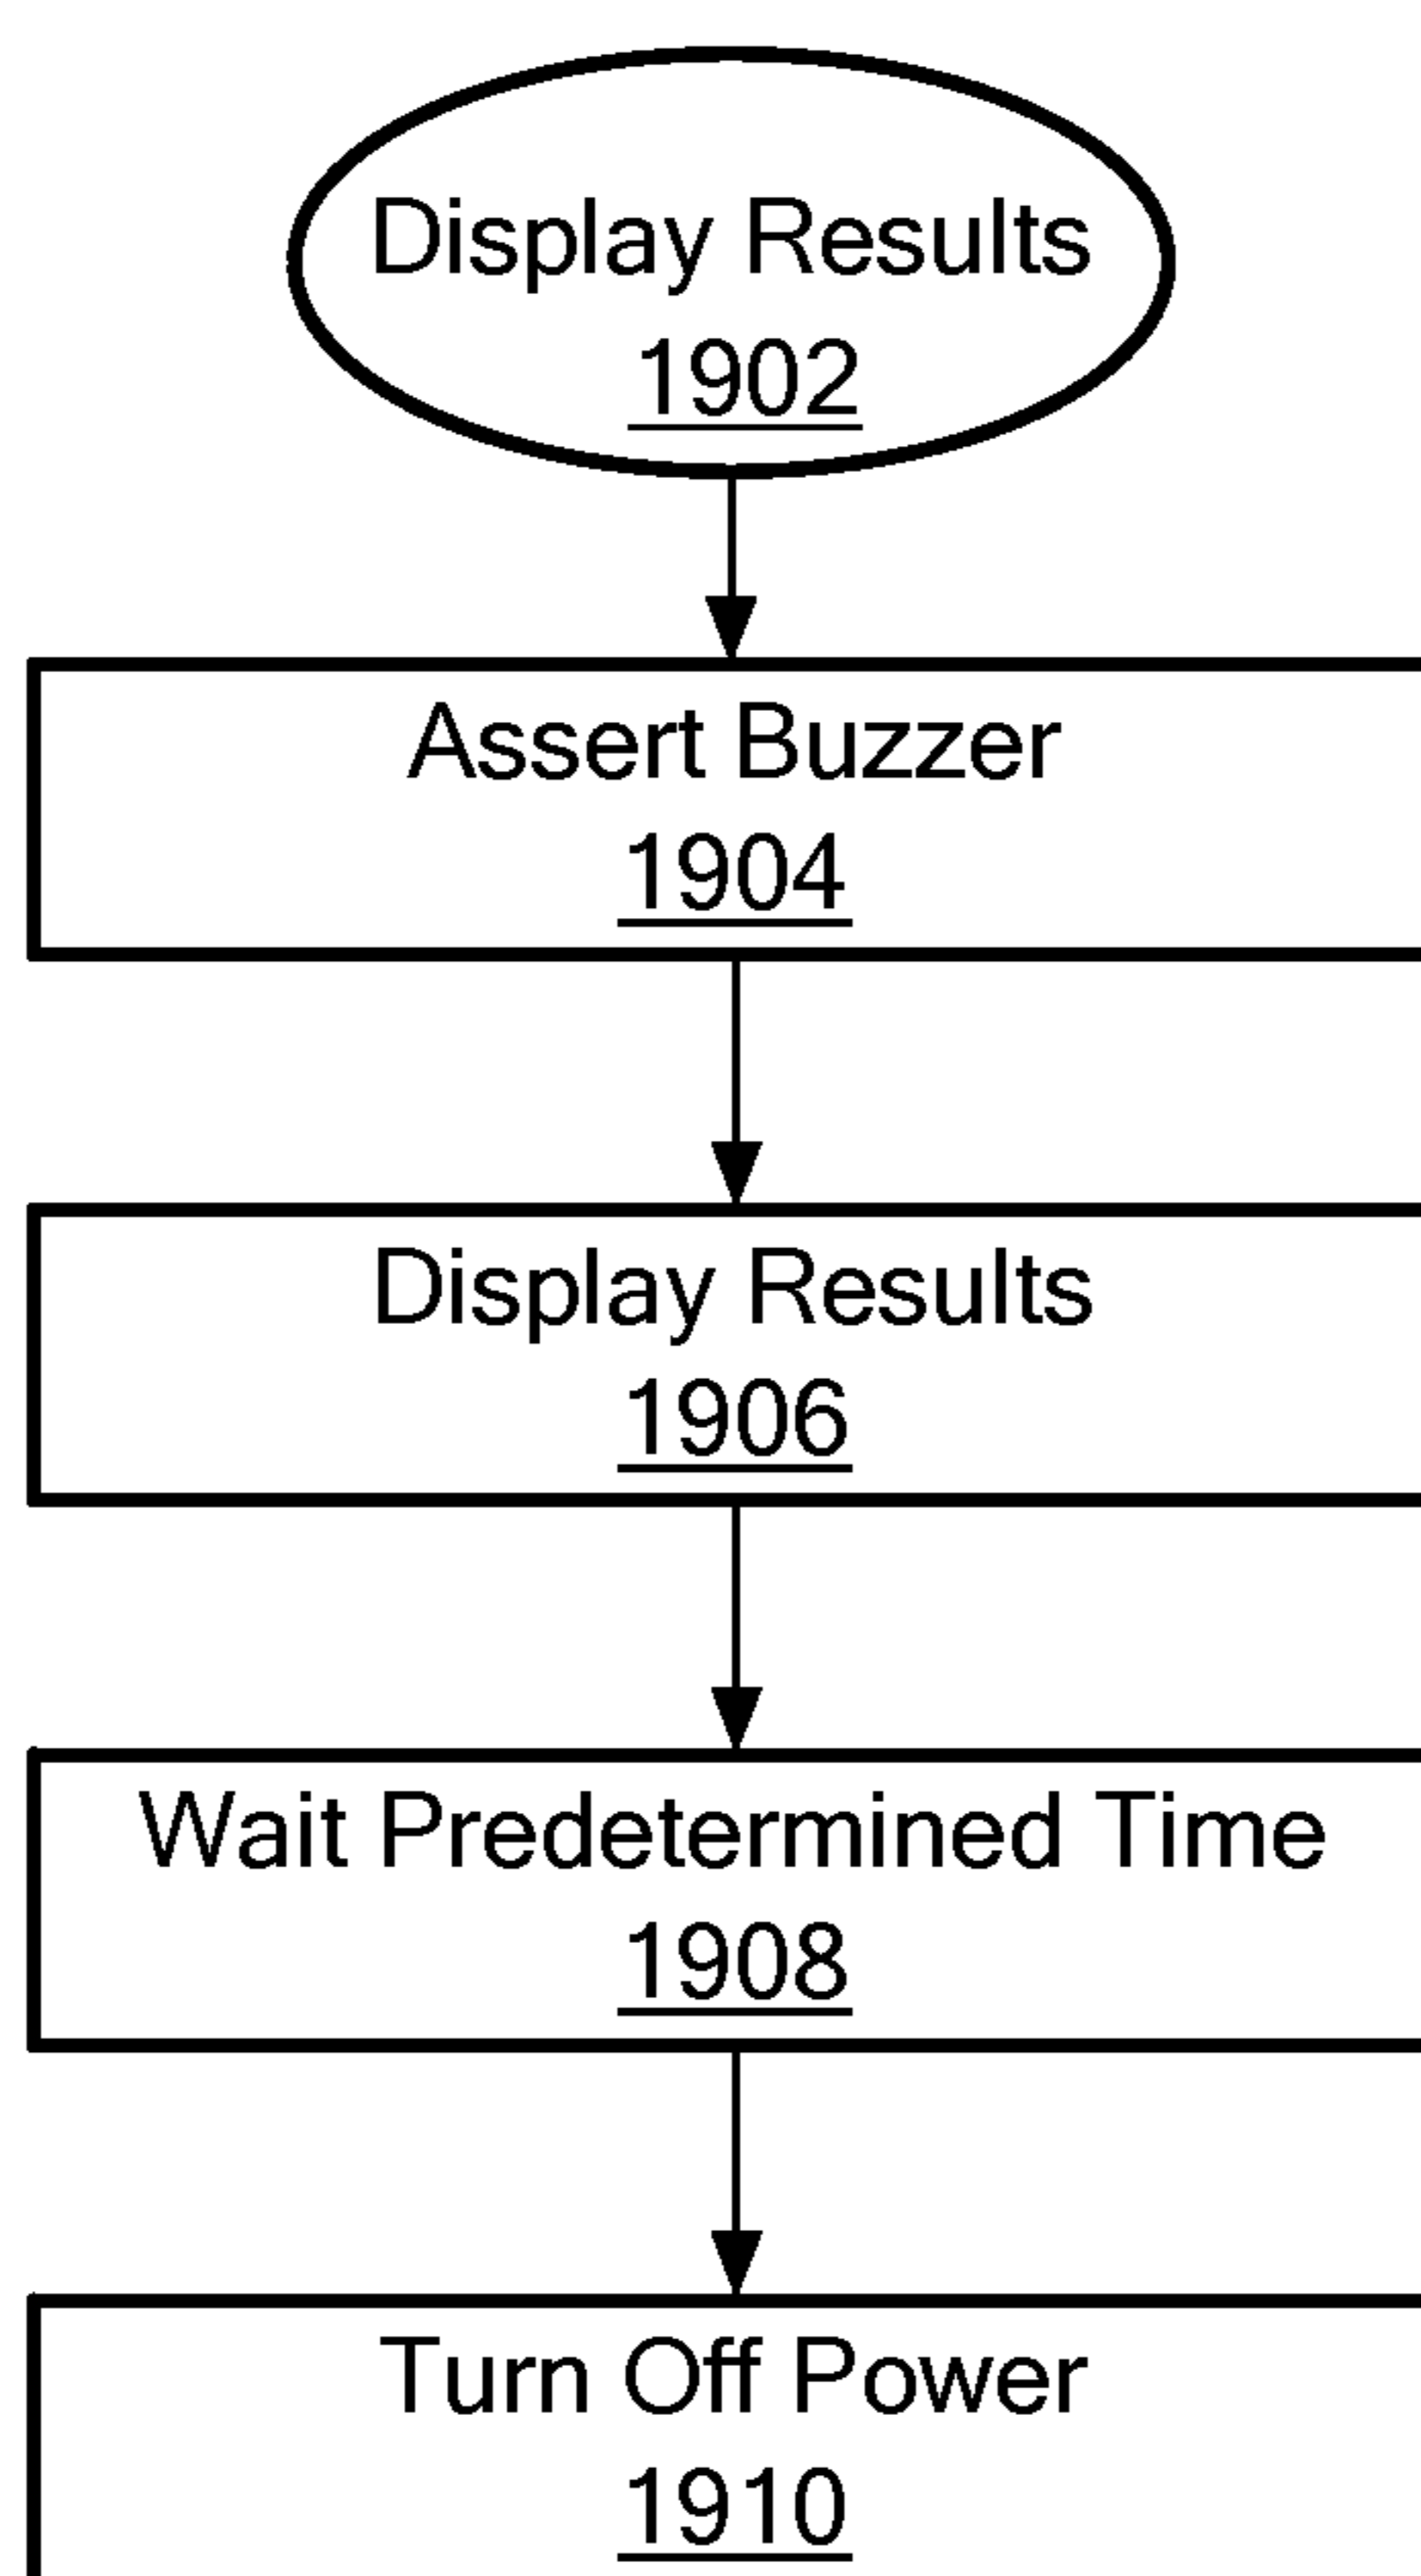 Display Results
1902
Assert Buzzer
1904
Display Results
1906
Wait Predetermined Time
1908
Turn Off Power
1910